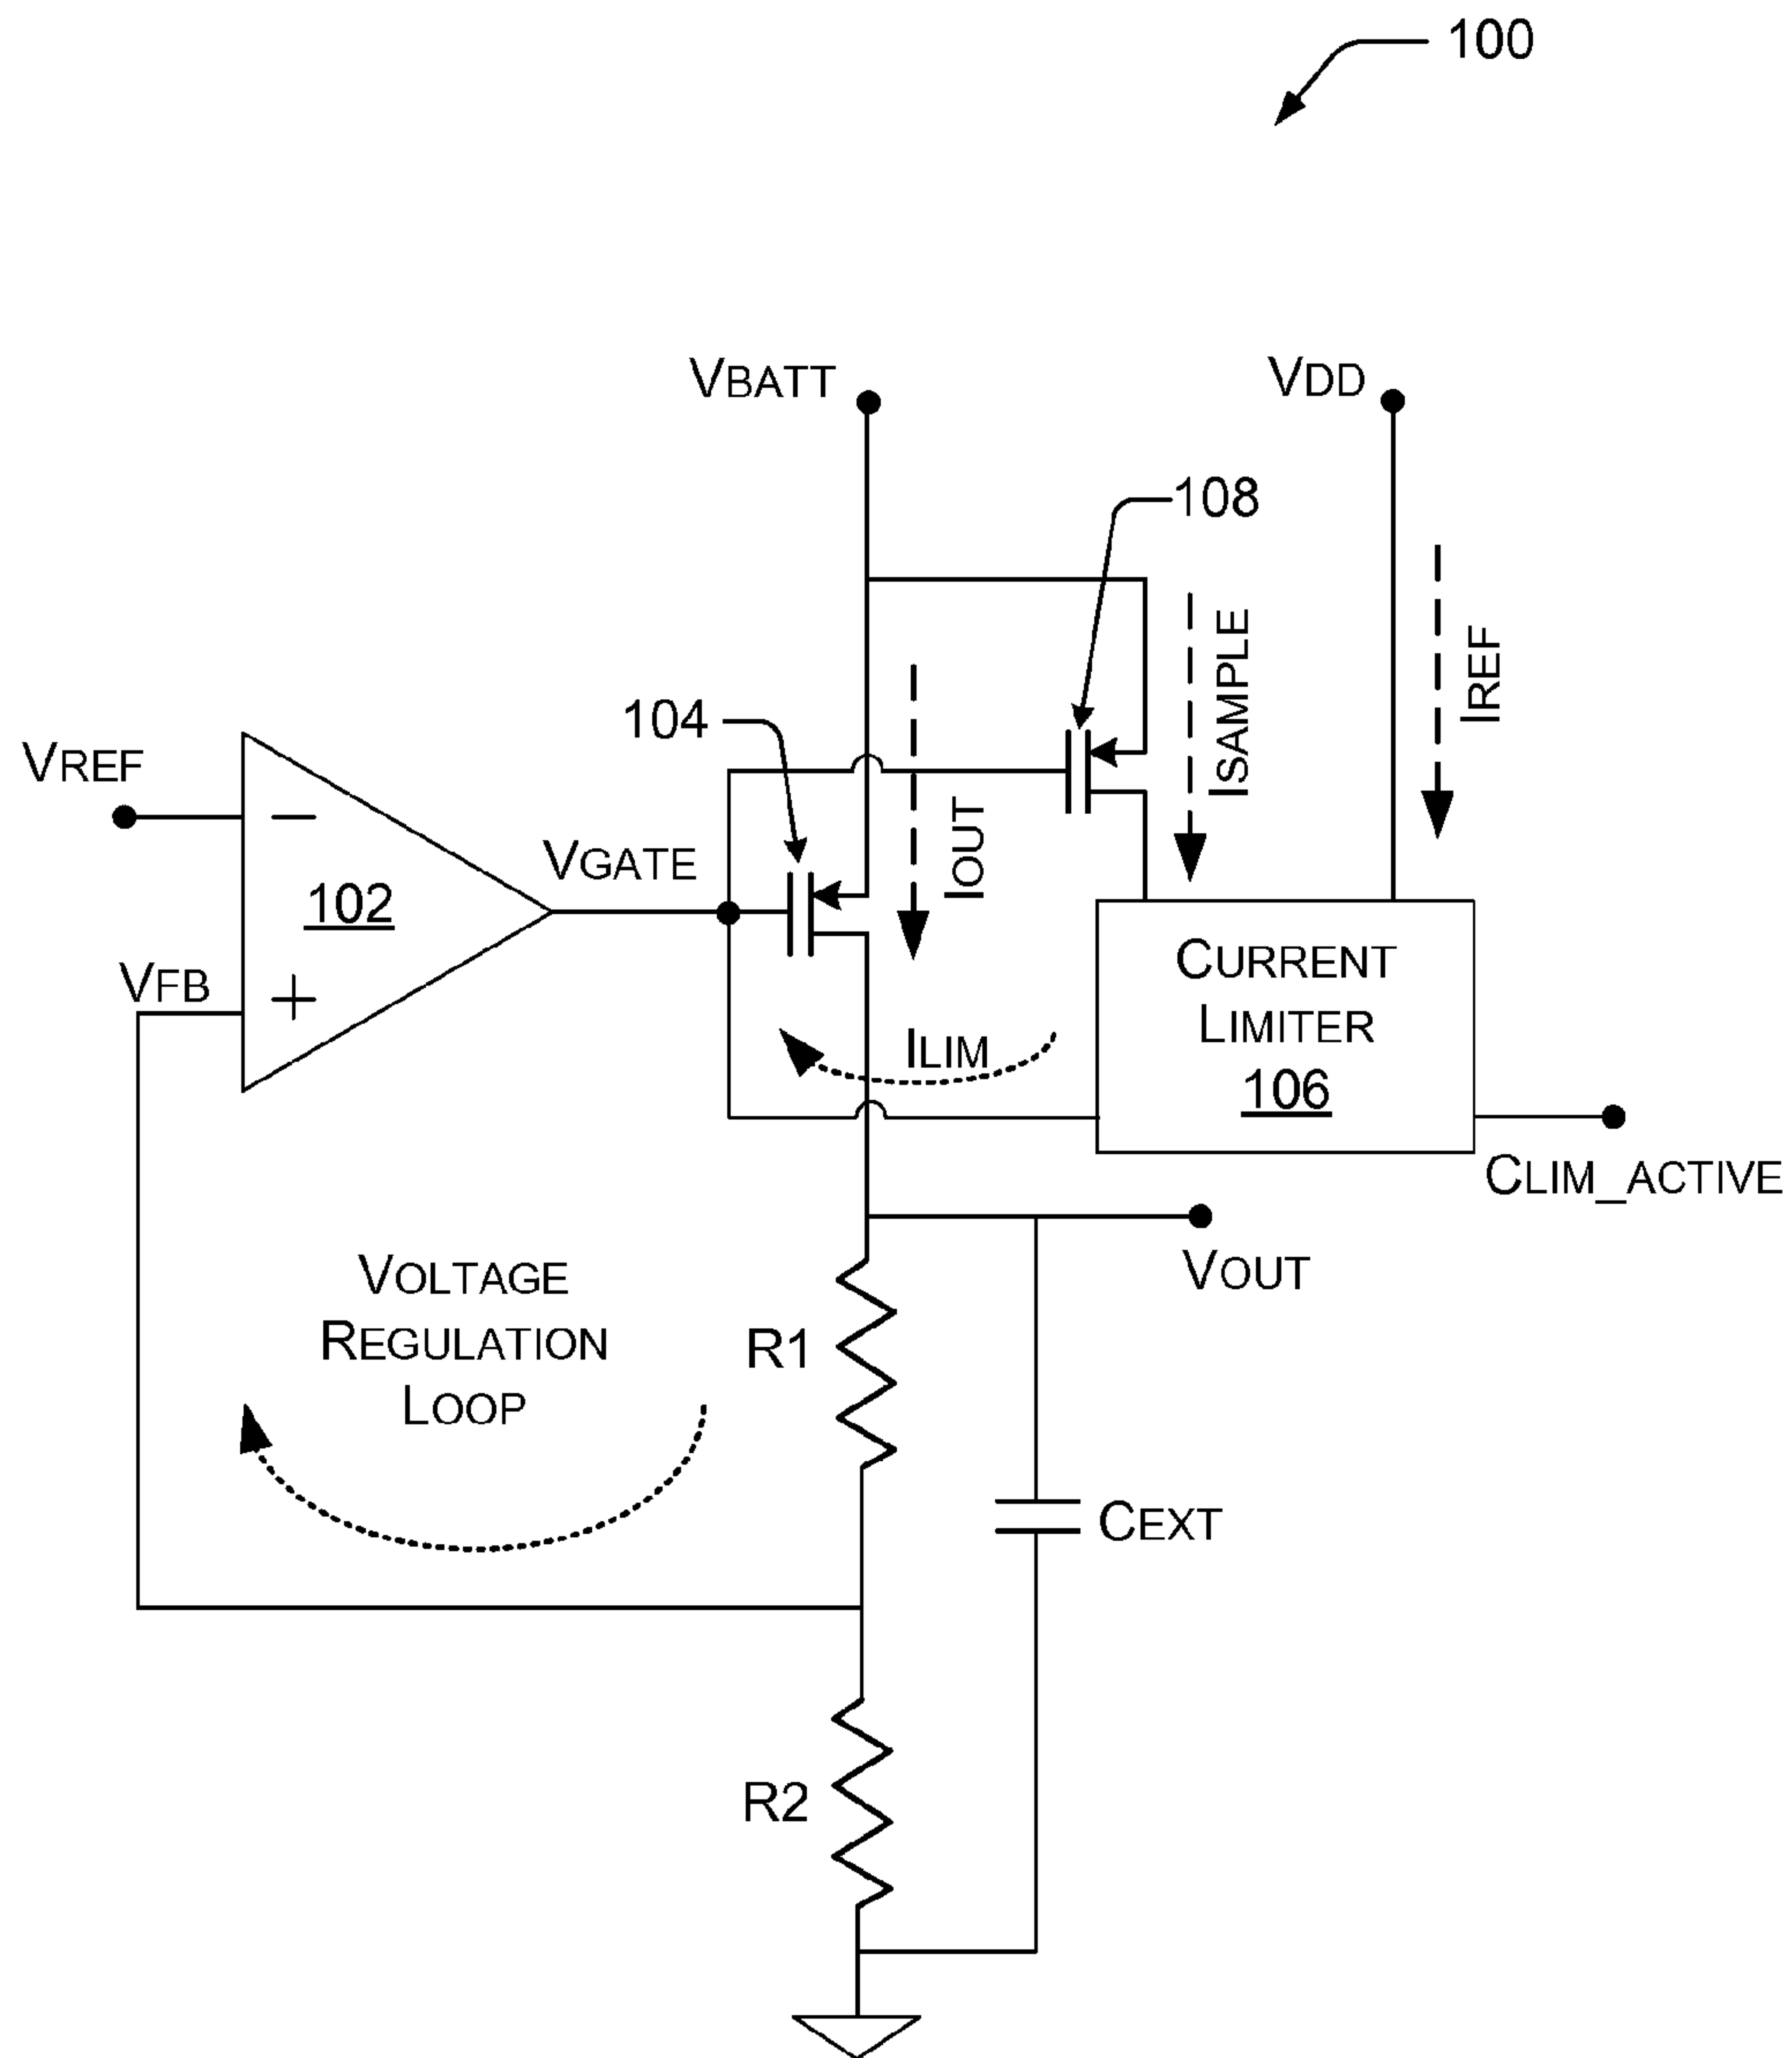 100
VBATT
VDD
108
ISAMPLE
IREF
104
VREF
IOUT
VGATE
−
102
VFB
+
CURRENT
LIMITER
106
ILIM
CLIM_ACTIVE
VOUT
VOLTAGE
REGULATION
LOOP
R1
CEXT
R2